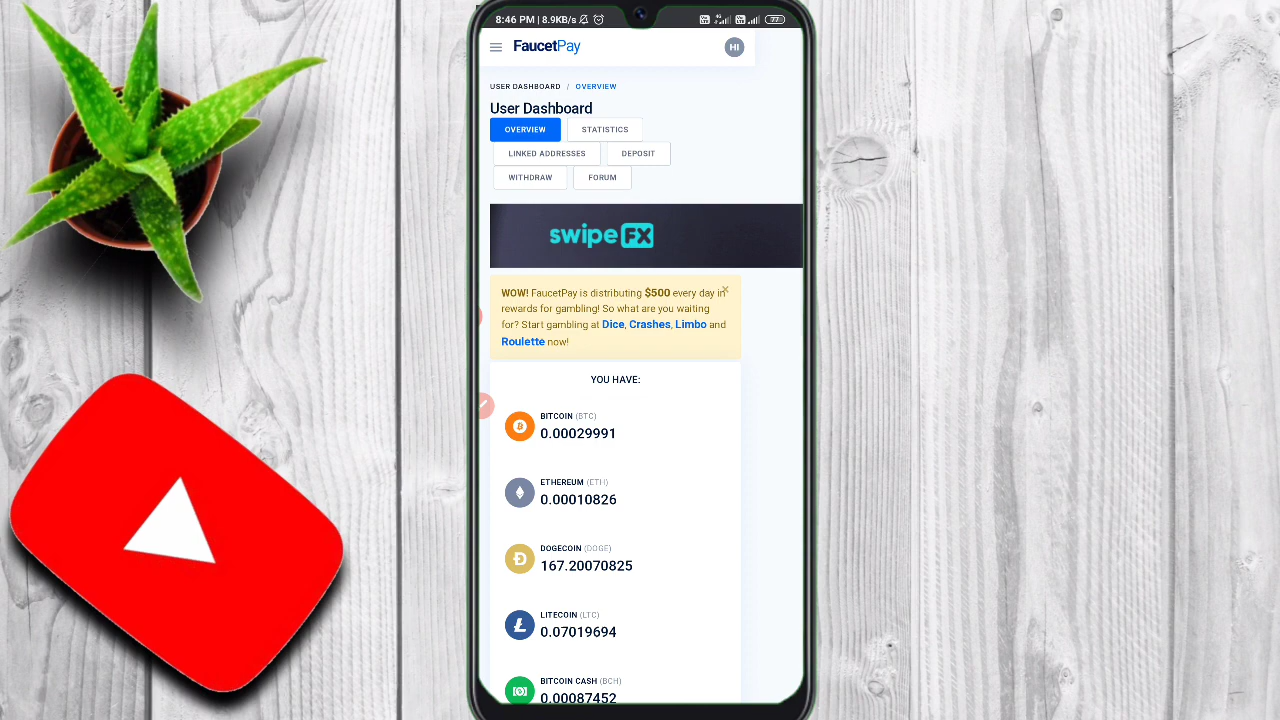 8:46 PM | 8.9KB/s
77
FaucetPay
HI
USER DASHBOARD / OVERVIEW
User Dashboard
OVERVIEW STATISTICS
LINKED ADDRESSES DEPOSIT
WITHDRAW FORUM
swipe FX
WOW! FaucetPay is distributing $500 every day in
rewards for gambling! So what are you waiting
for? Start gambling at Dice, Crashes, Limbo and
Roulette now!
YOU HAVE:
BITCOIN (BTC)
0.00029991
ETHEREUM (ETH)
0.00010826
DOGECOIN (DOGE)
167.20070825
LITECOIN (LTC)
0.07019694
BITCOIN CASH (BCH)
0.00087452